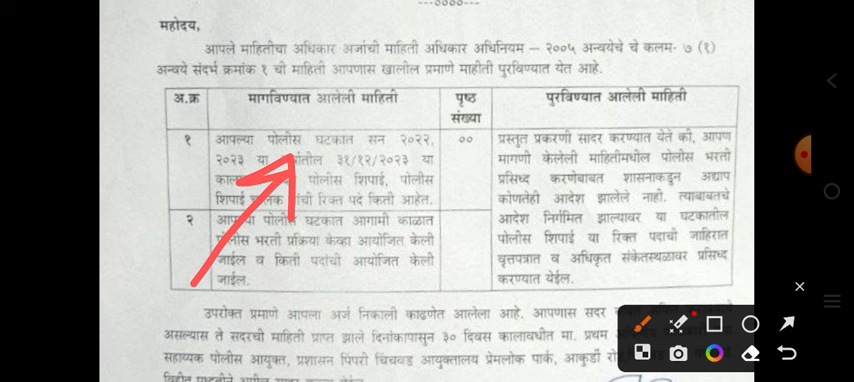 ---००००---
महोदय,
आपले माहितीचा अधिकार अर्जाची माहिती अधिकार अधिनियम – २००५ अन्वयेचे चे कलम- ७ (१)
अन्वये संदर्भ क्रमांक १ ची माहिती आपणास खालील प्रमाणे माहीती पुरविण्यात येत आहे.
अ.क्र मागविण्यात आलेली माहिती पृष्ठ संख्या पुरविण्यात आलेली माहिती
१ आपल्या पोलीस घटकात सन २०२२,
२०२३ या ३१/१२/२०२३ या
पोलीस शिपाई, पोलीस
शिपाई रिक्त पदे किती आहेत.
००
२ आपल्या पोलीस घटकात आगामी काळात
पोलीस भरती प्रक्रिया केव्हा आयोजित केली
जाईल व किती पदांची आयोजित केली
जाईल.
प्रस्तुत प्रकरणी सादर करण्यात येते की, आपण
मागणी केलेली माहितीमधील पोलीस भरती
प्रसिध्द करणेबाबत शासनाकडुन अद्याप
कोणतेही आदेश झालेले नाहो. त्याबाबतचे
आदेश निर्गमित झाल्यावर या घटकातील
पोलीस शिपाई या रिक्त पदाची जाहिरात
वृत्तपत्रात व अधिकृत संकेतस्थळावर प्रसिध्द
करण्यात येईल.
उपरोक्त प्रमाणे आपला अर्ज निकाली काढणेत आलेला आहे. आपणास सदर
असल्यास ते सदरची माहिती प्राप्त झाले दिनांकापासुन ३० दिवस कालावधीत मा. प्रथम
सहाय्यक पोलीस आयुक्त, प्रशासन पिंपरी चिंचवड आयुक्तालय प्रेमलोक पार्क, आकुर्डी रोड